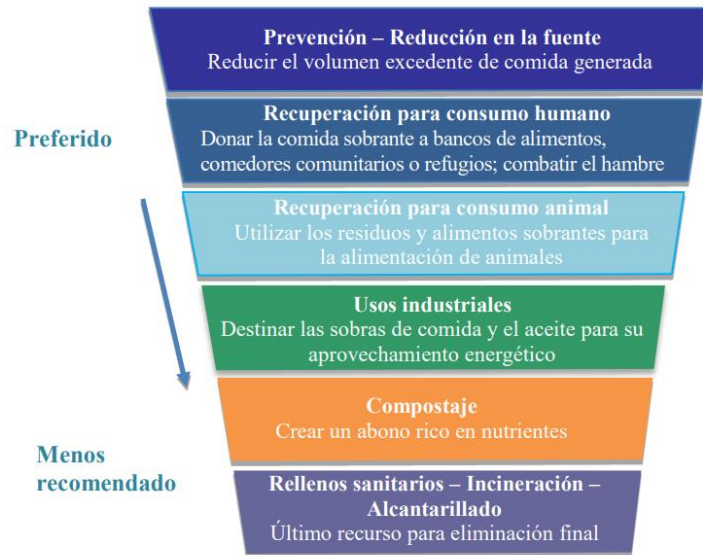 Prevención – Reducción en la fuente
Reducir el volumen excedente de comida generada
Preferido
Recuperación para consumo humano
Donar la comida sobrante a bancos de alimentos,
comedores comunitarios o refugios; combatir el hambre
Recuperación para consumo animal
Utilizar los residuos y alimentos sobrantes para
la alimentación de animales
Usos industriales
Destinar las sobras de comida y el aceite para su
aprovechamiento energético
Compostaje
Crear un abono rico en nutrientes
Menos
recomendado
Rellenos sanitarios – Incineración –
Alcantarillado
Último recurso para eliminación final